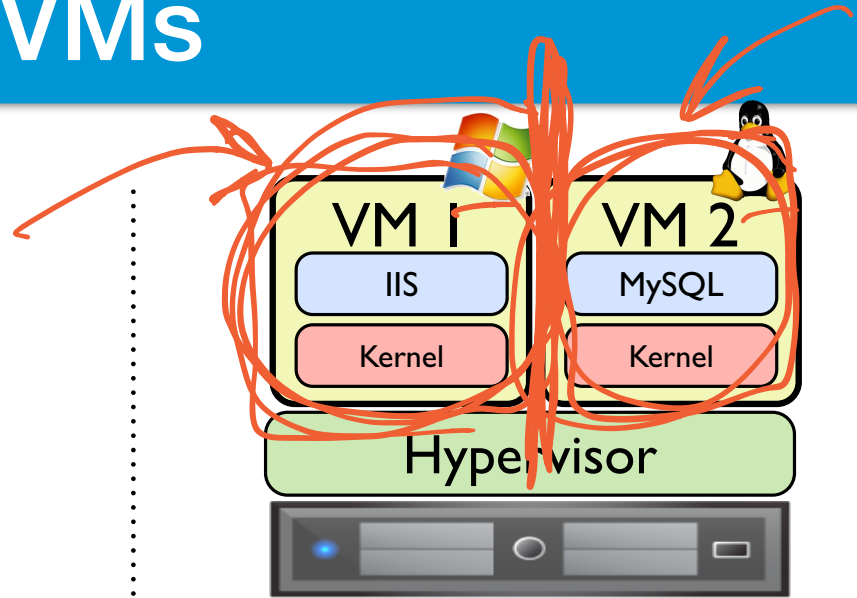 VMs
VM 1 VM 2
IIS MySQL
Kernel Kernel
Hypervisor